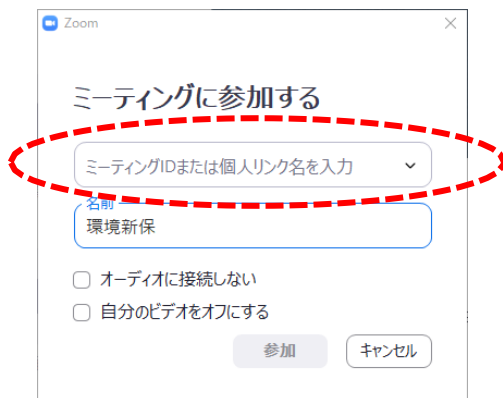 Zoom
ミーティングに参加する
ミーティングIDまたは個人リンク名を入力
名前
環境新保
オーディオに接続しない
自分のビデオをオフにする
参加 キャンセル